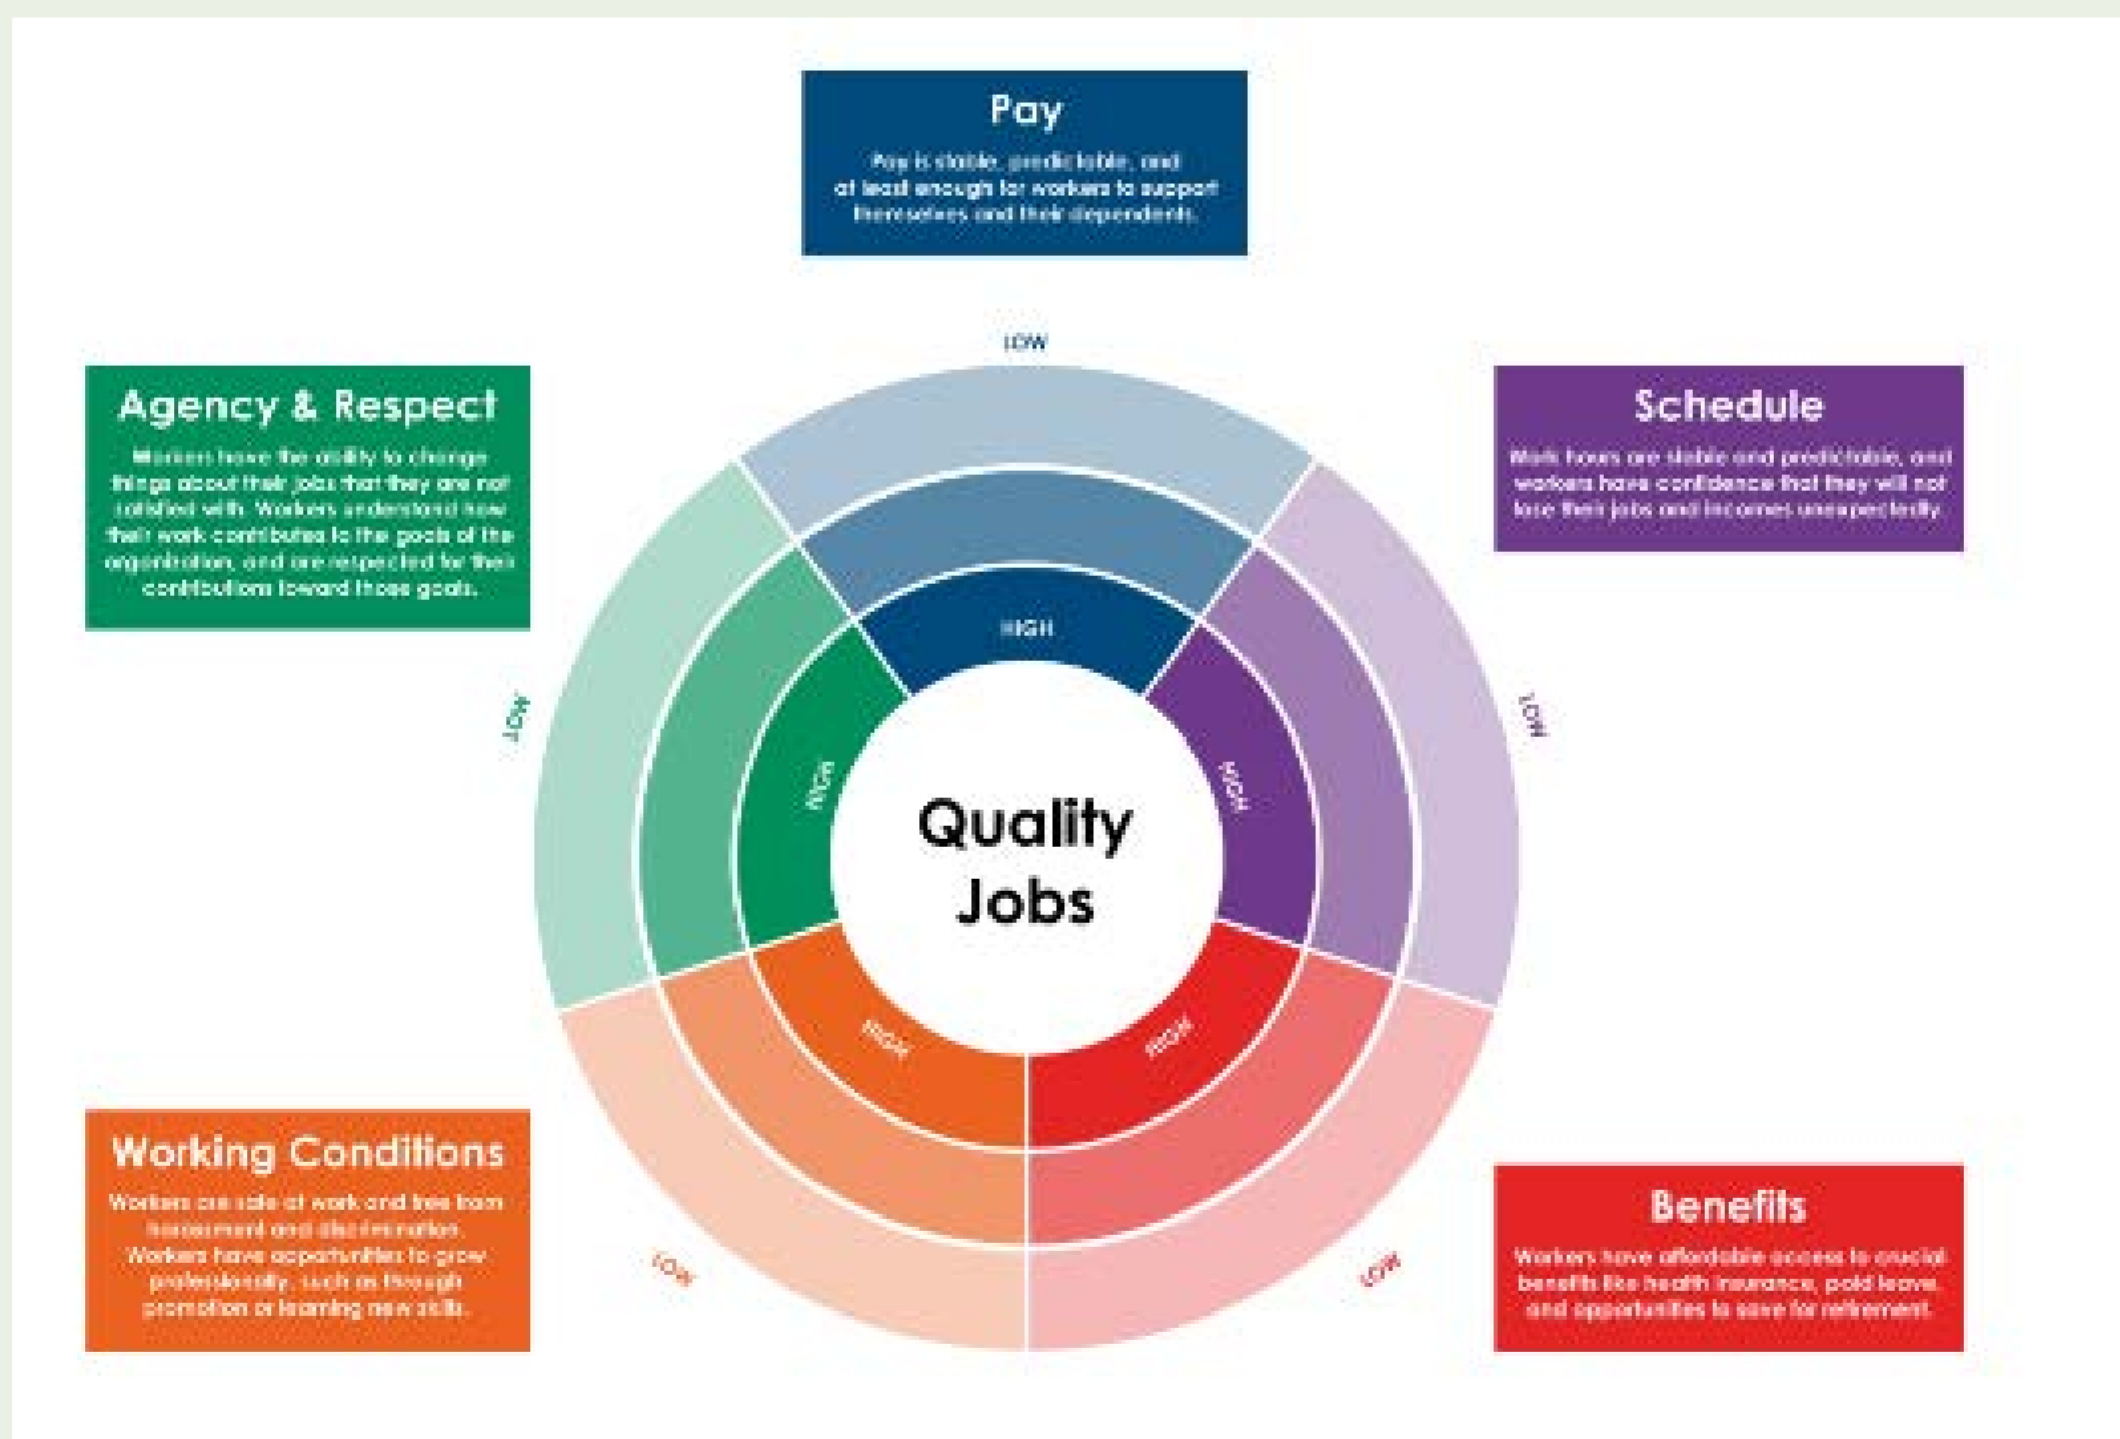 Pay
Pay is stable, predictable, and
at least enough for workers to support
themselves and their dependents.
LOW
Agency & Respect
Workers have the ability to change
things about their jobs that they are not
satisfied with. Workers understand how
their work contributes to the goals of the
organization, and are respected for their
contributions toward those goals.
Schedule
Work hours are stable and predictable, and
workers have confidence that they will not
lose their jobs and incomes unexpectedly.
HIGH
LOW
LOW
HIGH
HIGH
Quality
Jobs
HIGH
HIGH
Working Conditions
Workers are safe at work and free from
harassment and discrimination.
Workers have opportunities to grow
professionally, such as through
promotion or learning new skills.
LOW
LOW
Benefits
Workers have affordable access to crucial
benefits like health insurance, paid leave,
and opportunities to save for retirement.